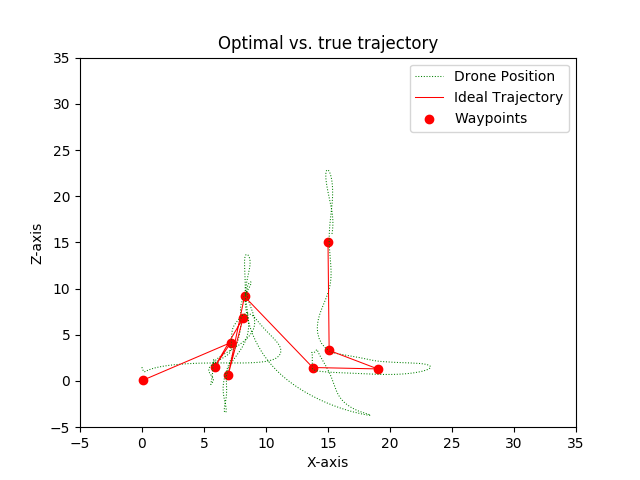 Optimal vs. true trajectory
Drone Position
Ideal Trajectory
Waypoints
Z-axis
35
30
25
20
15
10
5
0
−5
−5 0 5 10 15 20 25 30 35
X-axis